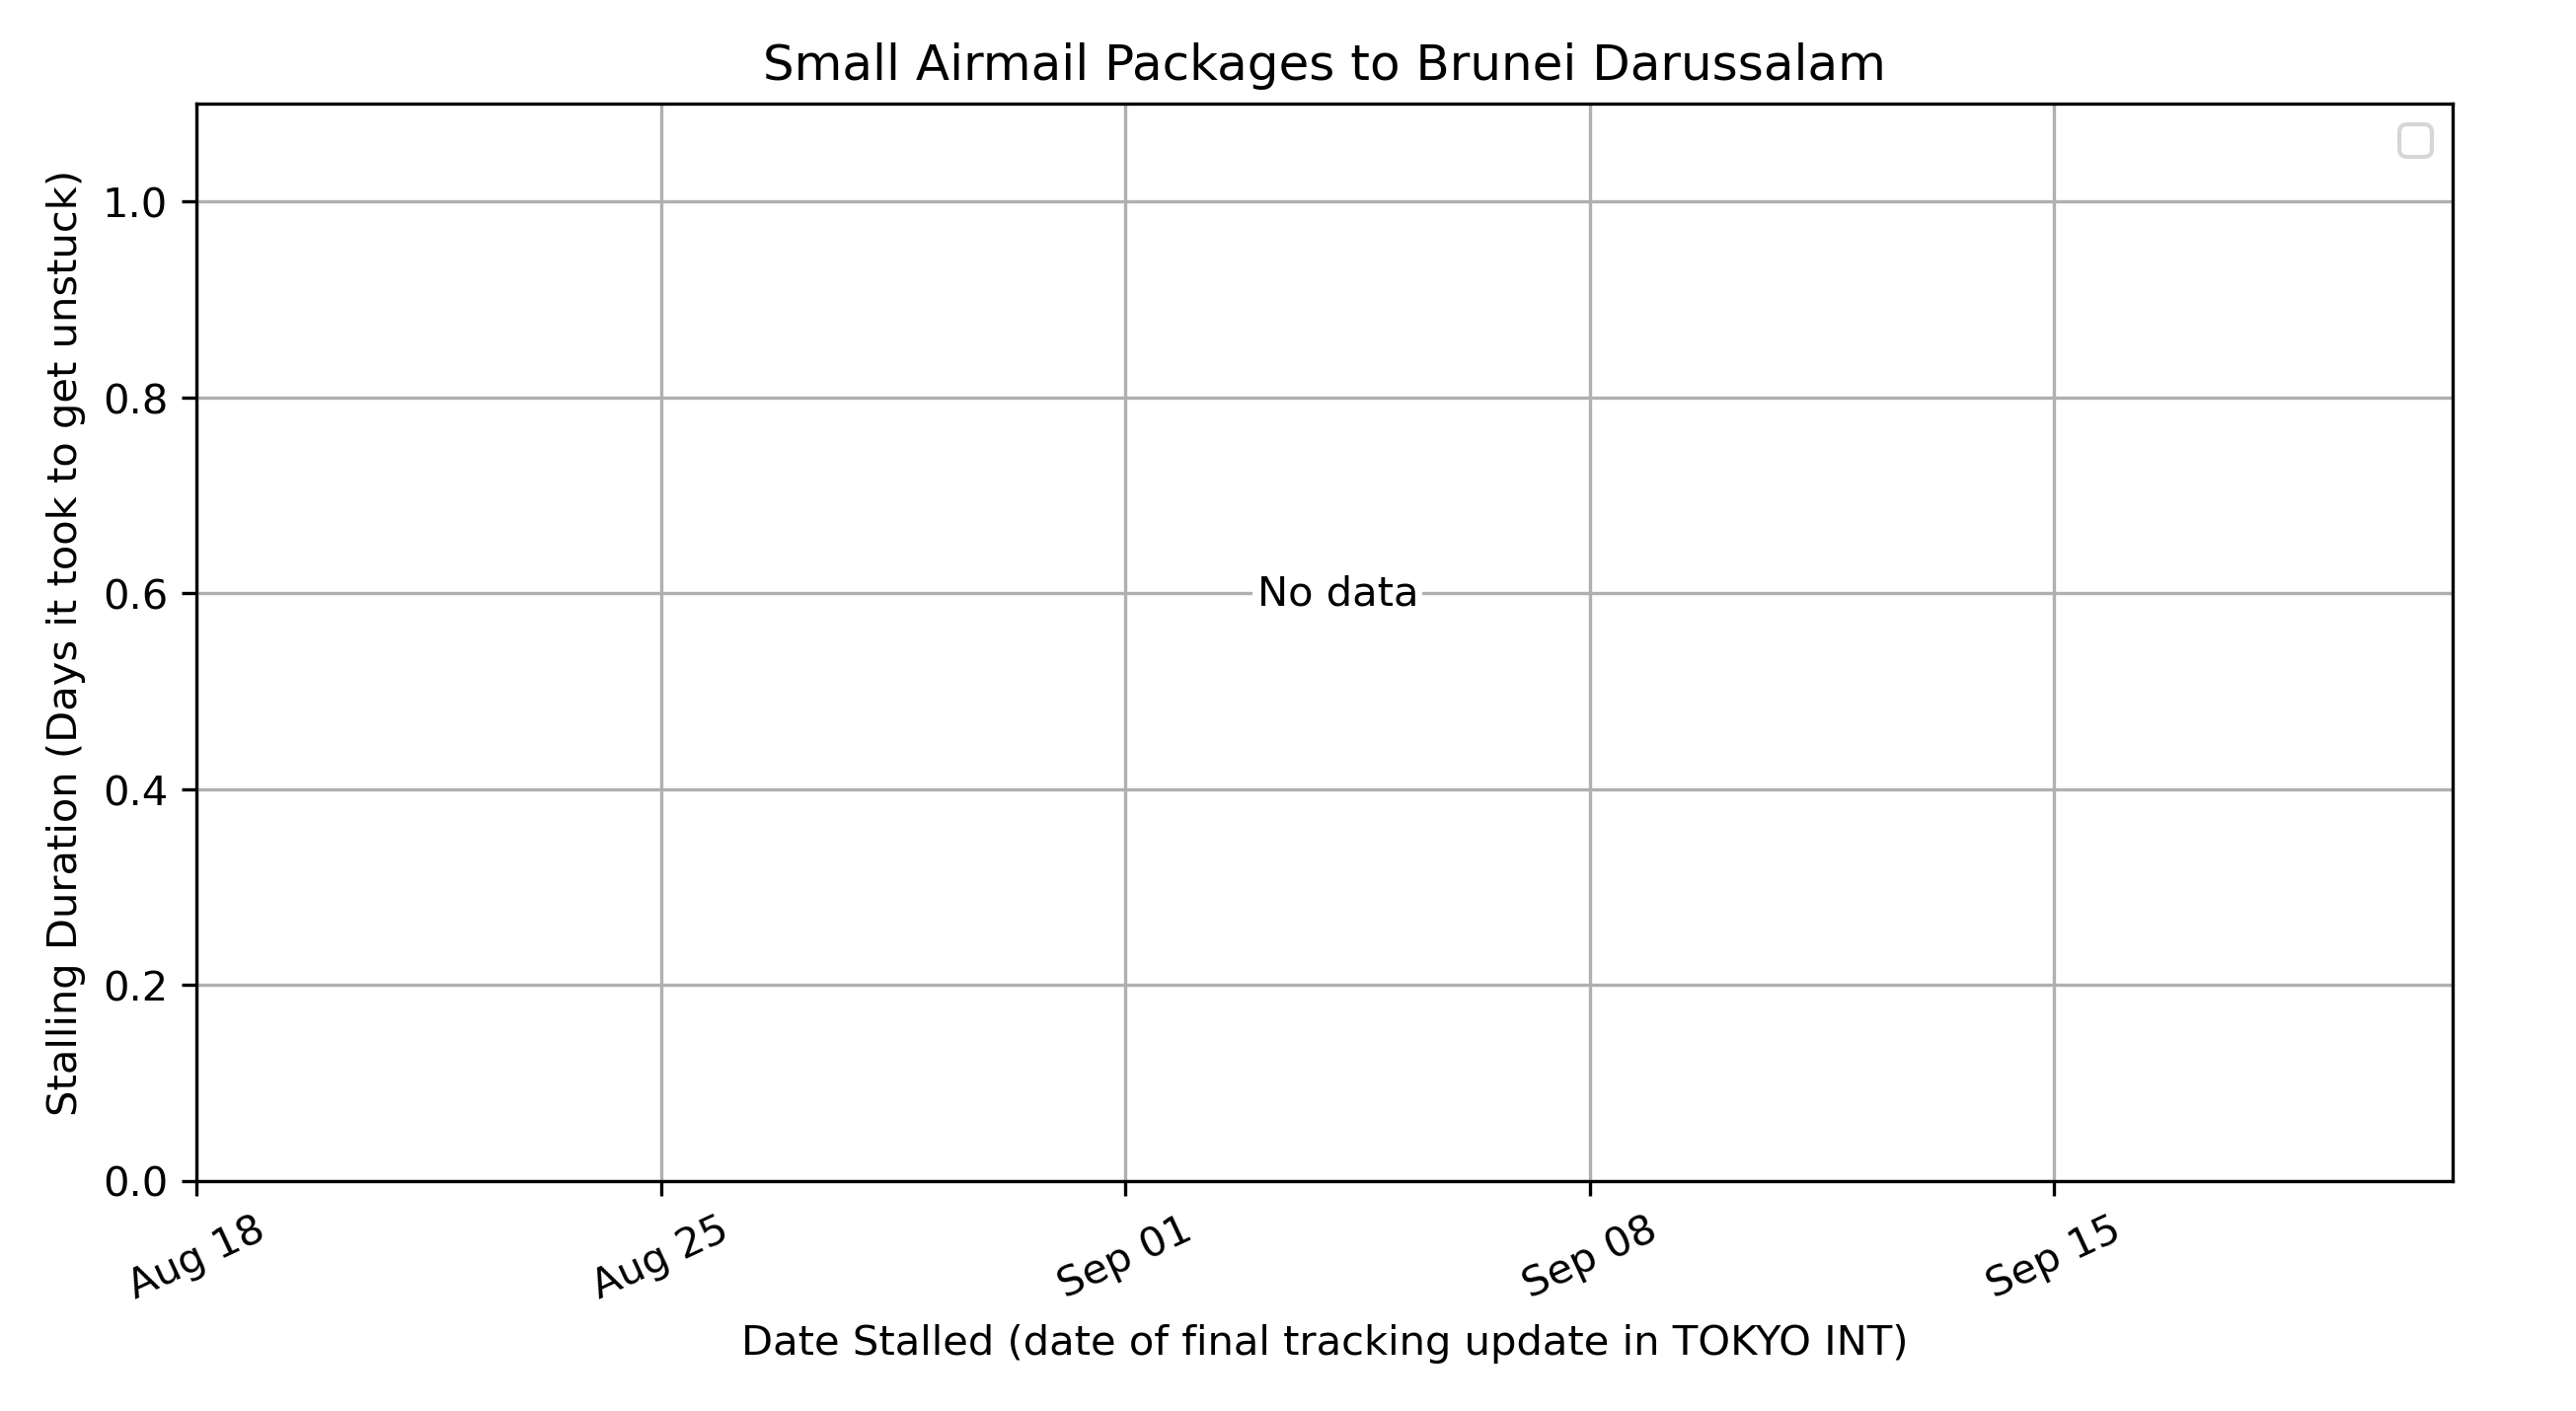 Small Airmail Packages to Brunei Darussalam
Stalling Duration (Days it took to get unstuck)
1.0
0.8
0.6
0.4
0.2
0.0
No data
Aug 18
Aug 25
Sep 01
Sep 08
Sep 15
Date Stalled (date of final tracking update in TOKYO INT)